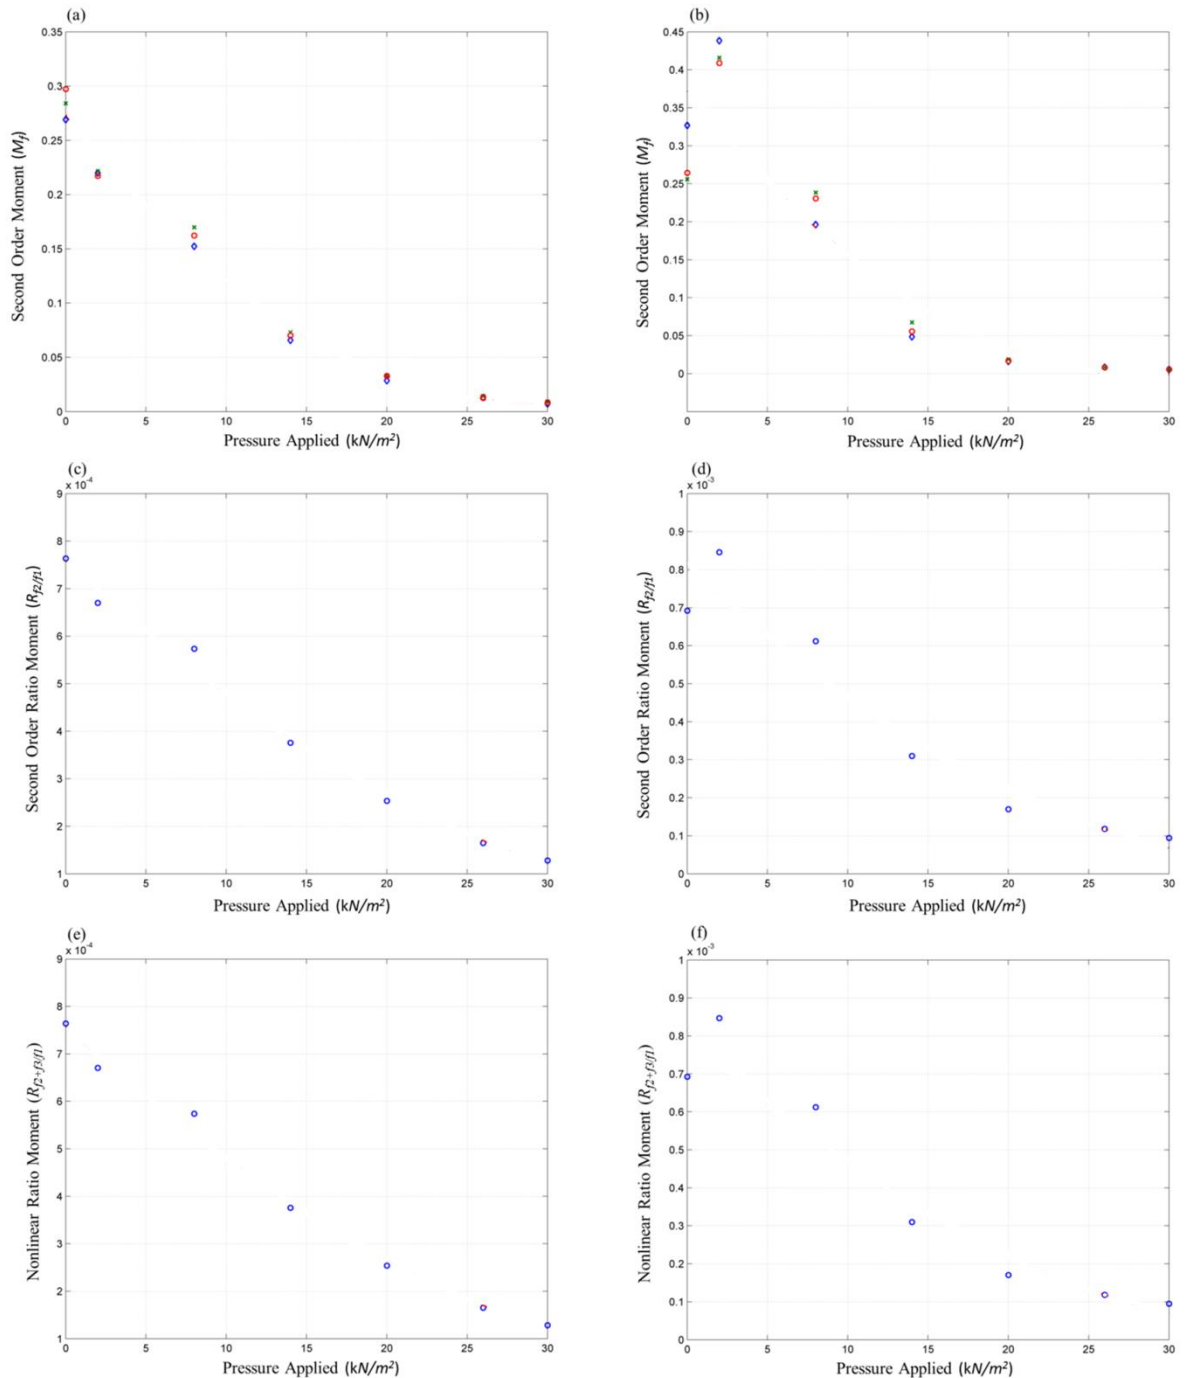 (a)
0.35
0.3
0.25
0.2
0.15
0.1
0.05
0
Second Order Moment (Mf)
0 5 10 15 20 25 30
Pressure Applied (kN/m²)
(b)
0.45
0.4
0.35
0.3
0.25
0.2
0.15
0.1
0.05
0
Second Order Moment (Mf)
0 5 10 15 20 25 30
Pressure Applied (kN/m²)
(c)
x 10⁻⁴
9
8
7
6
5
4
3
2
1
Second Order Ratio Moment (Rf2/f1)
0 5 10 15 20 25 30
Pressure Applied (kN/m²)
(d)
x 10⁻³
1
0.9
0.8
0.7
0.6
0.5
0.4
0.3
0.2
0.1
0
Second Order Ratio Moment (Rf2/f1)
0 5 10 15 20 25 30
Pressure Applied (kN/m²)
(e)
x 10⁻⁴
9
8
7
6
5
4
3
2
1
Nonlinear Ratio Moment (Rf2+f3/f1)
0 5 10 15 20 25 30
Pressure Applied (kN/m²)
(f)
x 10⁻³
1
0.9
0.8
0.7
0.6
0.5
0.4
0.3
0.2
0.1
0
Nonlinear Ratio Moment (Rf2+f3/f1)
0 5 10 15 20 25 30
Pressure Applied (kN/m²)